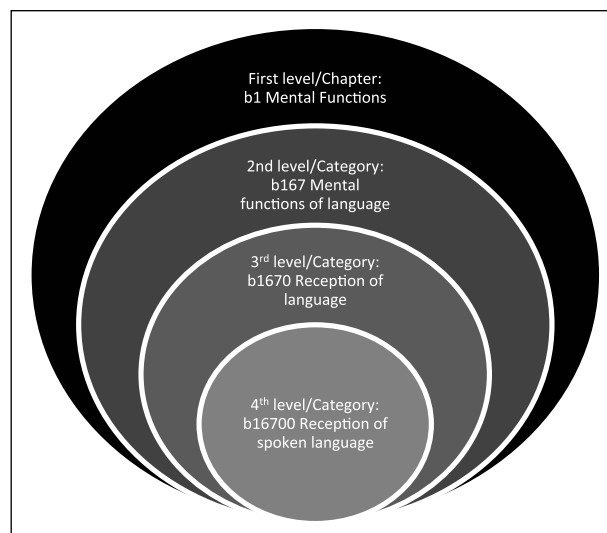 First level/Chapter:
b1 Mental Functions
2nd level/Category:
b167 Mental
functions of language
3rd level/Category:
b1670 Reception of
language
4th level/Category:
b16700 Reception of
spoken language